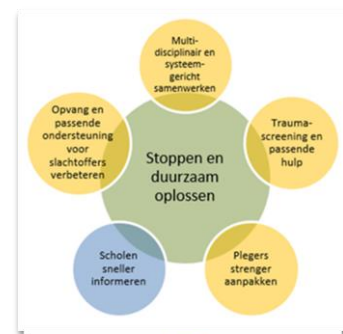 Multi-
disciplinair en
systeem-
gericht
samenwerken
Opvang en
passende
ondersteuning
voor
slachtoffers
verbeteren
Stoppen en
duurzaam
oplossen
Trauma-
screening en
passende
hulp
Scholen
sneller
informeren
Plegers
strenger
aanpakken